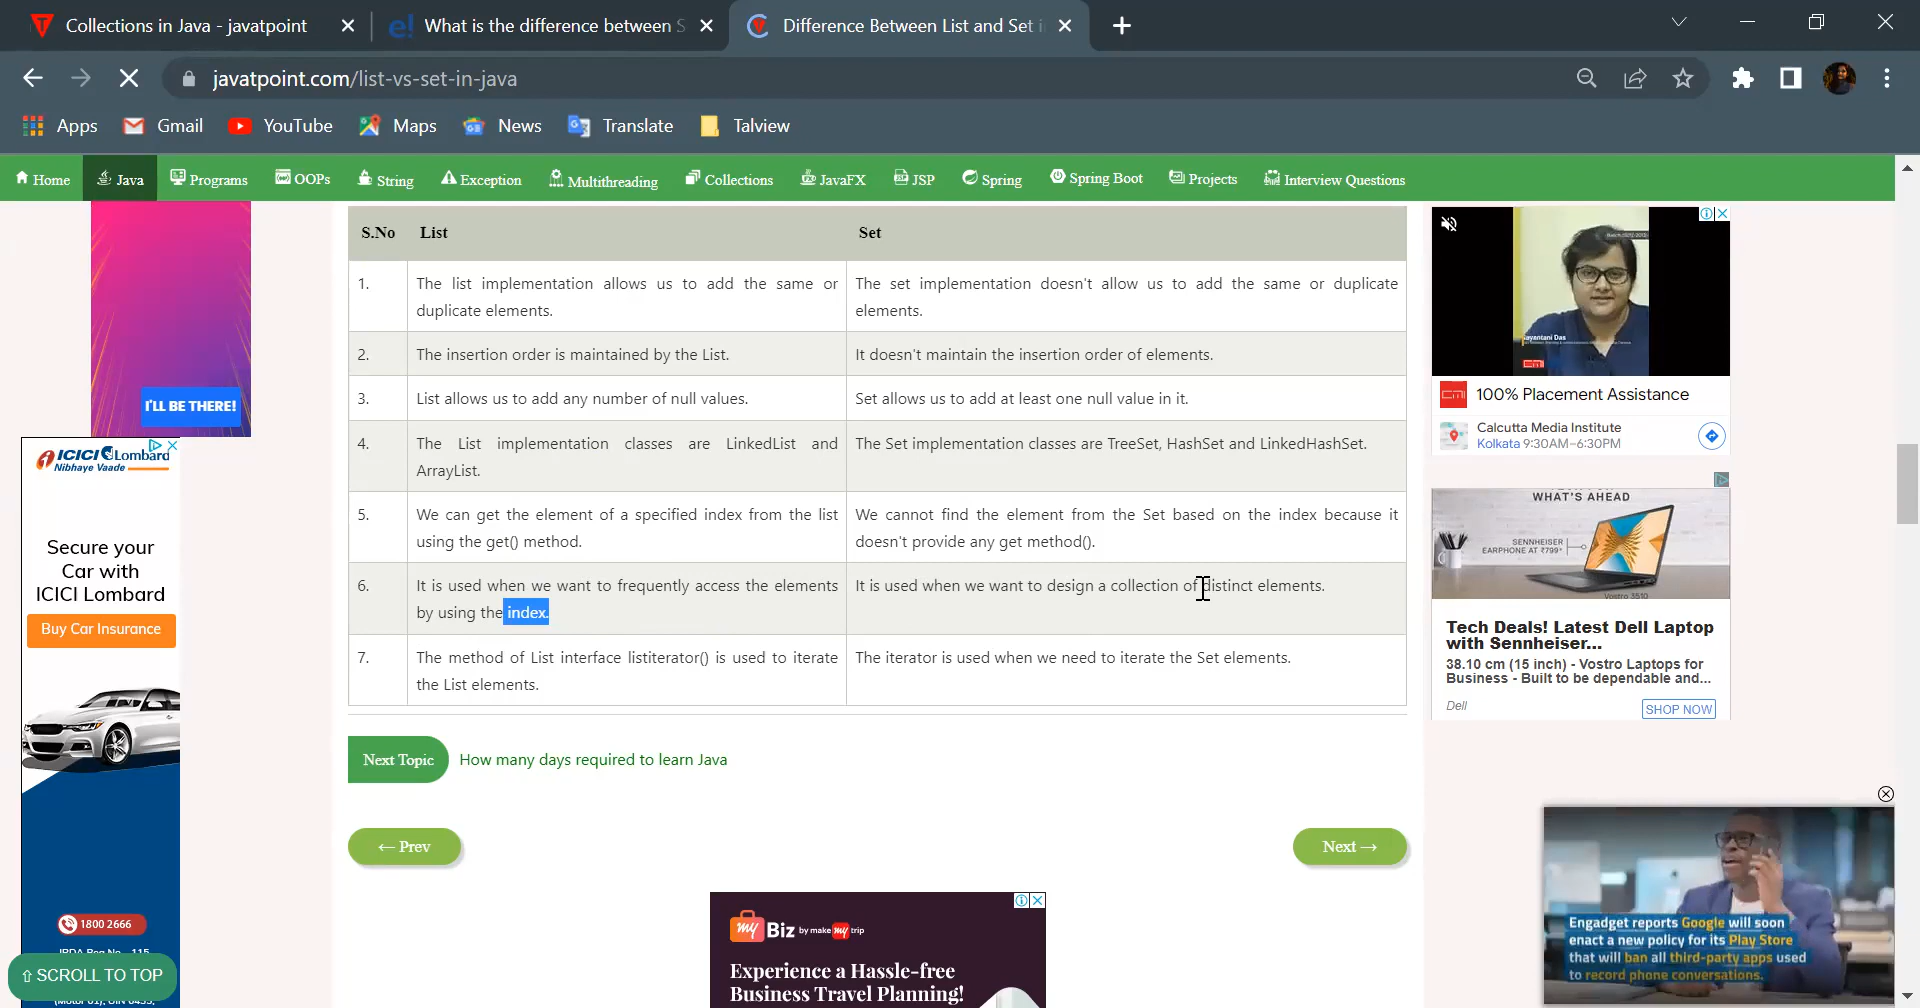 Collections in Java - javatpoint
What is the difference between S
Difference Between List and Set i
javatpoint.com/list-vs-set-in-java
Apps Gmail YouTube Maps News Translate Talview
Home Java Programs OOPs String Exception Multithreading Collections JavaFX JSP Spring Spring Boot Projects Interview Questions
I'LL BE THERE!
ICICI Lombard
Nibhaye Vaade
Secure your
Car with
ICICI Lombard
Buy Car Insurance
1800 2666
SCROLL TO TOP
S.No List Set
1. The list implementation allows us to add the same or
duplicate elements.
The set implementation doesn't allow us to add the same or duplicate
elements.
2. The insertion order is maintained by the List.
It doesn't maintain the insertion order of elements.
3. List allows us to add any number of null values.
Set allows us to add at least one null value in it.
4. The List implementation classes are LinkedList and
ArrayList.
The Set implementation classes are TreeSet, HashSet and LinkedHashSet.
5. We can get the element of a specified index from the list
using the get() method.
We cannot find the element from the Set based on the index because it
doesn't provide any get method().
6. It is used when we want to frequently access the elements
by using the index.
It is used when we want to design a collection of distinct elements.
7. The method of List interface listiterator() is used to iterate
the List elements.
The iterator is used when we need to iterate the Set elements.
Next Topic How many days required to learn Java
← Prev
Next →
my Biz by make my trip
Experience a Hassle-free
Business Travel Planning!
Jayantani Das
100% Placement Assistance
Calcutta Media Institute
Kolkata 9:30AM–6:30PM
WHAT'S AHEAD
SENNHEISER
EARPHONE AT ₹799*
Vostro 3510
Tech Deals! Latest Dell Laptop
with Sennheiser...
38.10 cm (15 inch) - Vostro Laptops for
Business - Built to be dependable and...
Dell
SHOP NOW
Engadget reports Google will soon
enact a new policy for its Play Store
that will ban all third-party apps used
to record phone conversations.